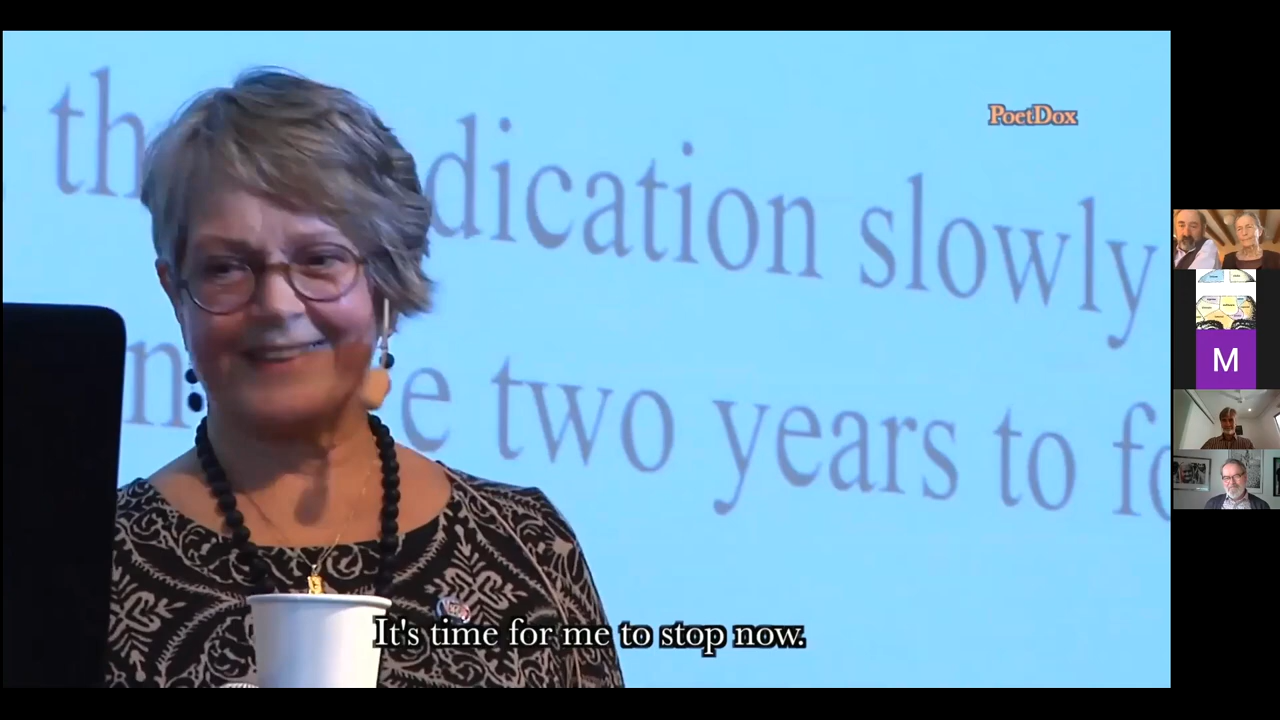 PoetDox
dication slowly
two years to
It's time for me to stop now.
M